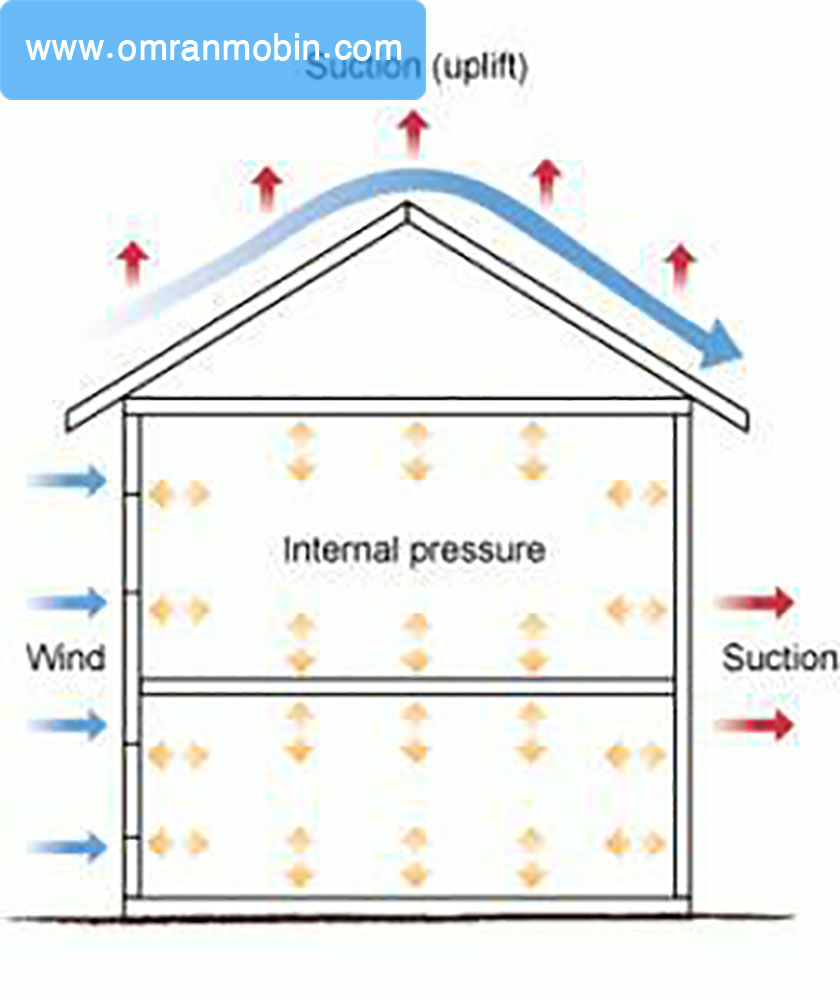 www.omranmobin.com
Suction (uplift)
Internal pressure
Wind
Suction